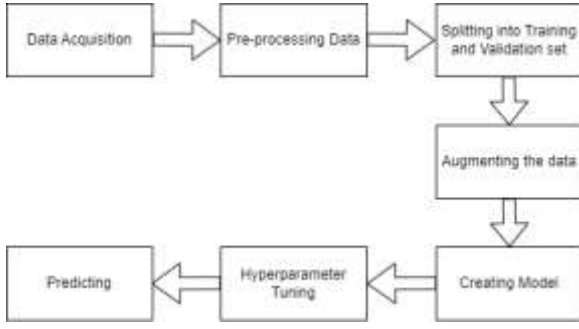 Data Acquisition
Pre-processing Data
Splitting into Training
and Validation set
Augmenting the data
Creating Model
Hyperparameter
Tuning
Predicting